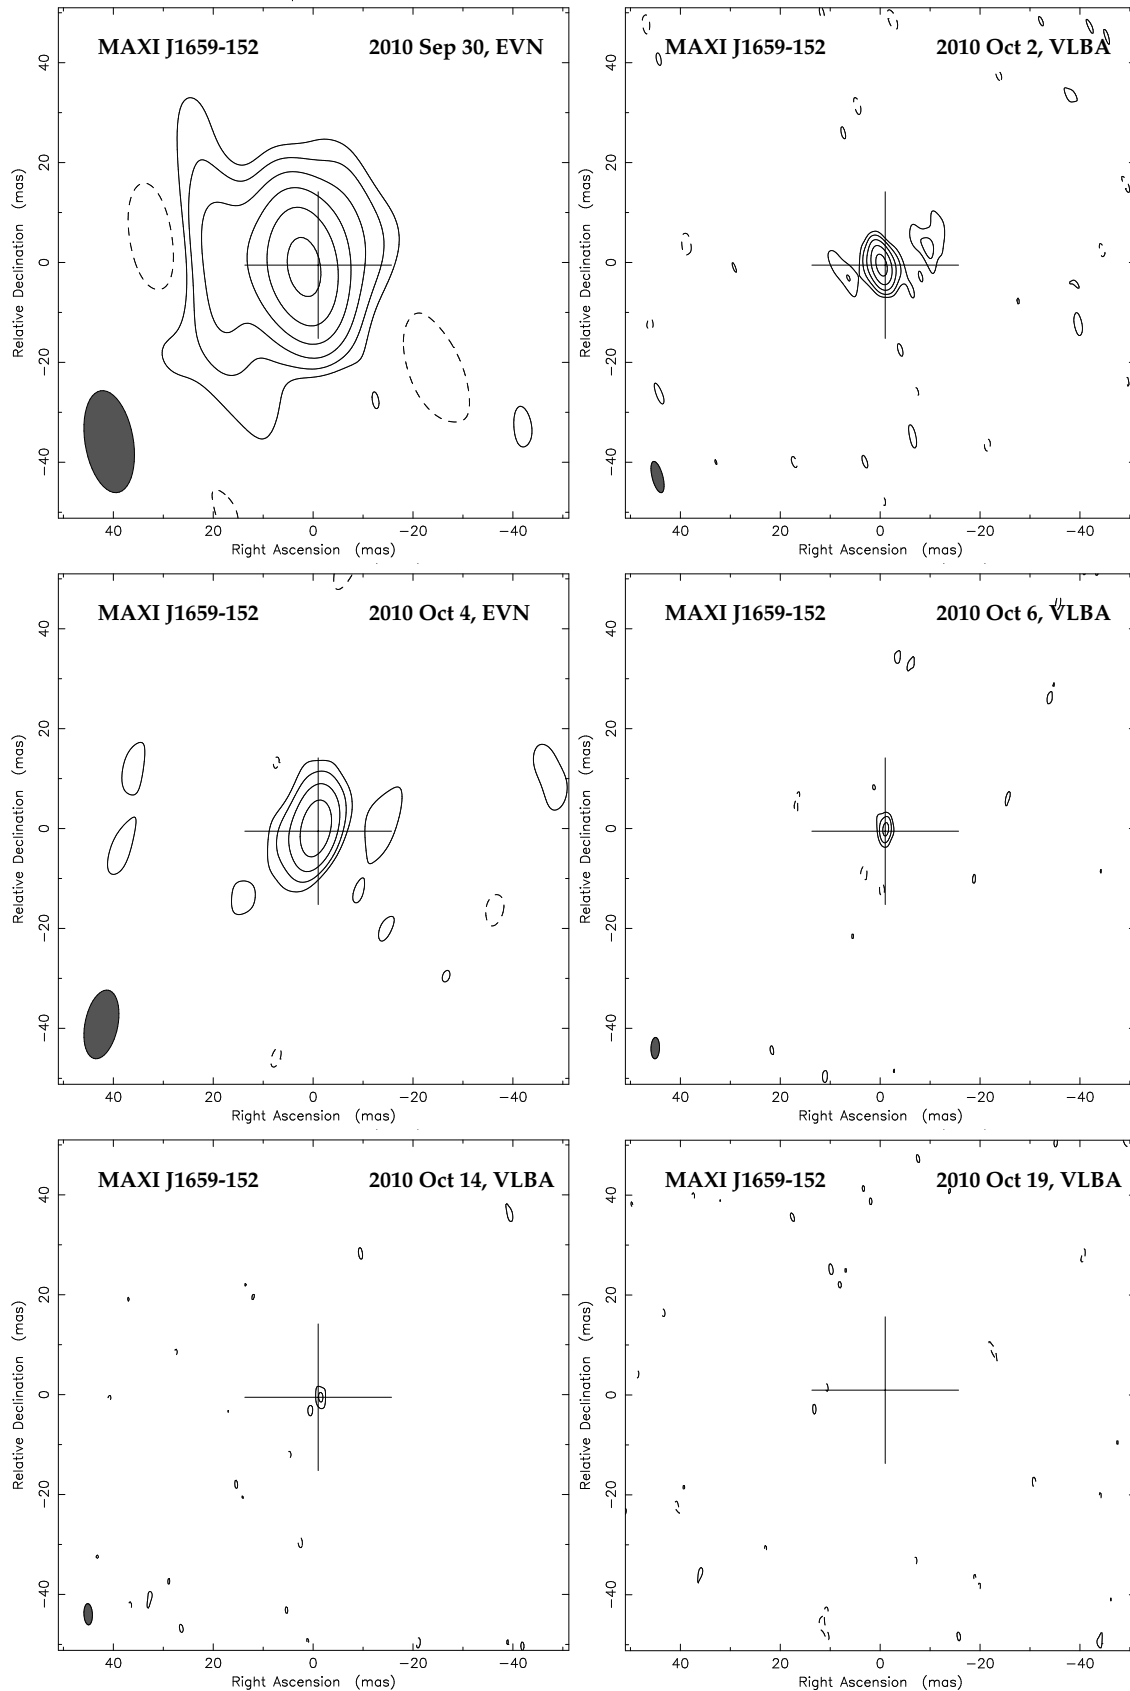 MAXI J1659-152 2010 Sep 30, EVN
40
20
0
−20
−40
Relative Declination (mas)
40 20 0 −20 −40
Right Ascension (mas)
MAXI J1659-152 2010 Oct 2, VLBA
40
20
0
−20
−40
Relative Declination (mas)
40 20 0 −20 −40
Right Ascension (mas)
MAXI J1659-152 2010 Oct 4, EVN
40
20
0
−20
−40
Relative Declination (mas)
40 20 0 −20 −40
Right Ascension (mas)
MAXI J1659-152 2010 Oct 6, VLBA
40
20
0
−20
−40
Relative Declination (mas)
40 20 0 −20 −40
Right Ascension (mas)
MAXI J1659-152 2010 Oct 14, VLBA
40
20
0
−20
−40
Relative Declination (mas)
40 20 0 −20 −40
Right Ascension (mas)
MAXI J1659-152 2010 Oct 19, VLBA
40
20
0
−20
−40
Relative Declination (mas)
40 20 0 −20 −40
Right Ascension (mas)